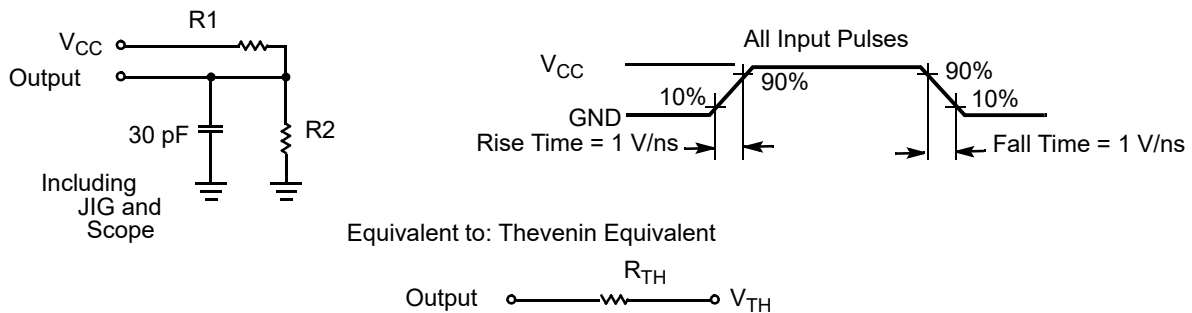 R1
VCC
Output
30 pF
R2
Including
JIG and
Scope
All Input Pulses
VCC
GND
10%
90%
90%
10%
Rise Time = 1 V/ns
Fall Time = 1 V/ns
Equivalent to: Thevenin Equivalent
RTH
Output
VTH